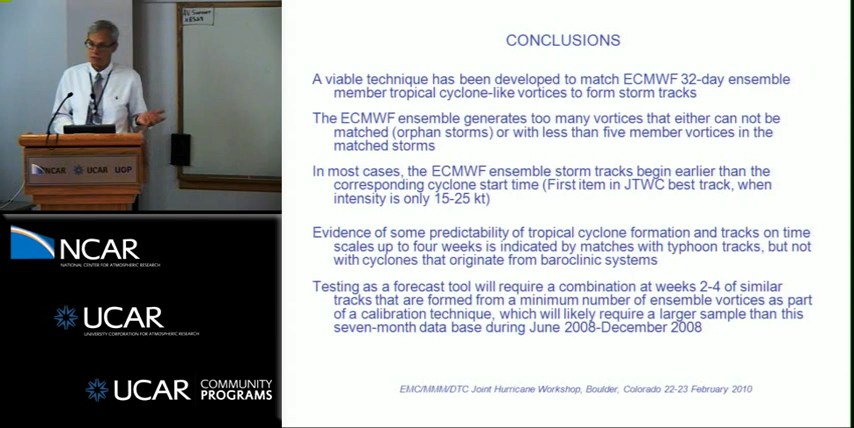 NCAR UCAR UOP
NCAR
NATIONAL CENTER FOR ATMOSPHERIC RESEARCH
UCAR
UNIVERSITY CORPORATION FOR ATMOSPHERIC RESEARCH
UCAR COMMUNITY
PROGRAMS
CONCLUSIONS
A viable technique has been developed to match ECMWF 32-day ensemble
member tropical cyclone-like vortices to form storm tracks
The ECMWF ensemble generates too many vortices that either can not be
matched (orphan storms) or with less than five member vortices in the
matched storms
In most cases, the ECMWF ensemble storm tracks begin earlier than the
corresponding cyclone start time (First item in JTWC best track, when
intensity is only 15-25 kt)
Evidence of some predictability of tropical cyclone formation and tracks on time
scales up to four weeks is indicated by matches with typhoon tracks, but not
with cyclones that originate from baroclinic systems
Testing as a forecast tool will require a combination at weeks 2-4 of similar
tracks that are formed from a minimum number of ensemble vortices as part
of a calibration technique, which will likely require a larger sample than this
seven-month data base during June 2008-December 2008
EMC/MMM/DTC Joint Hurricane Workshop, Boulder, Colorado 22-23 February 2010